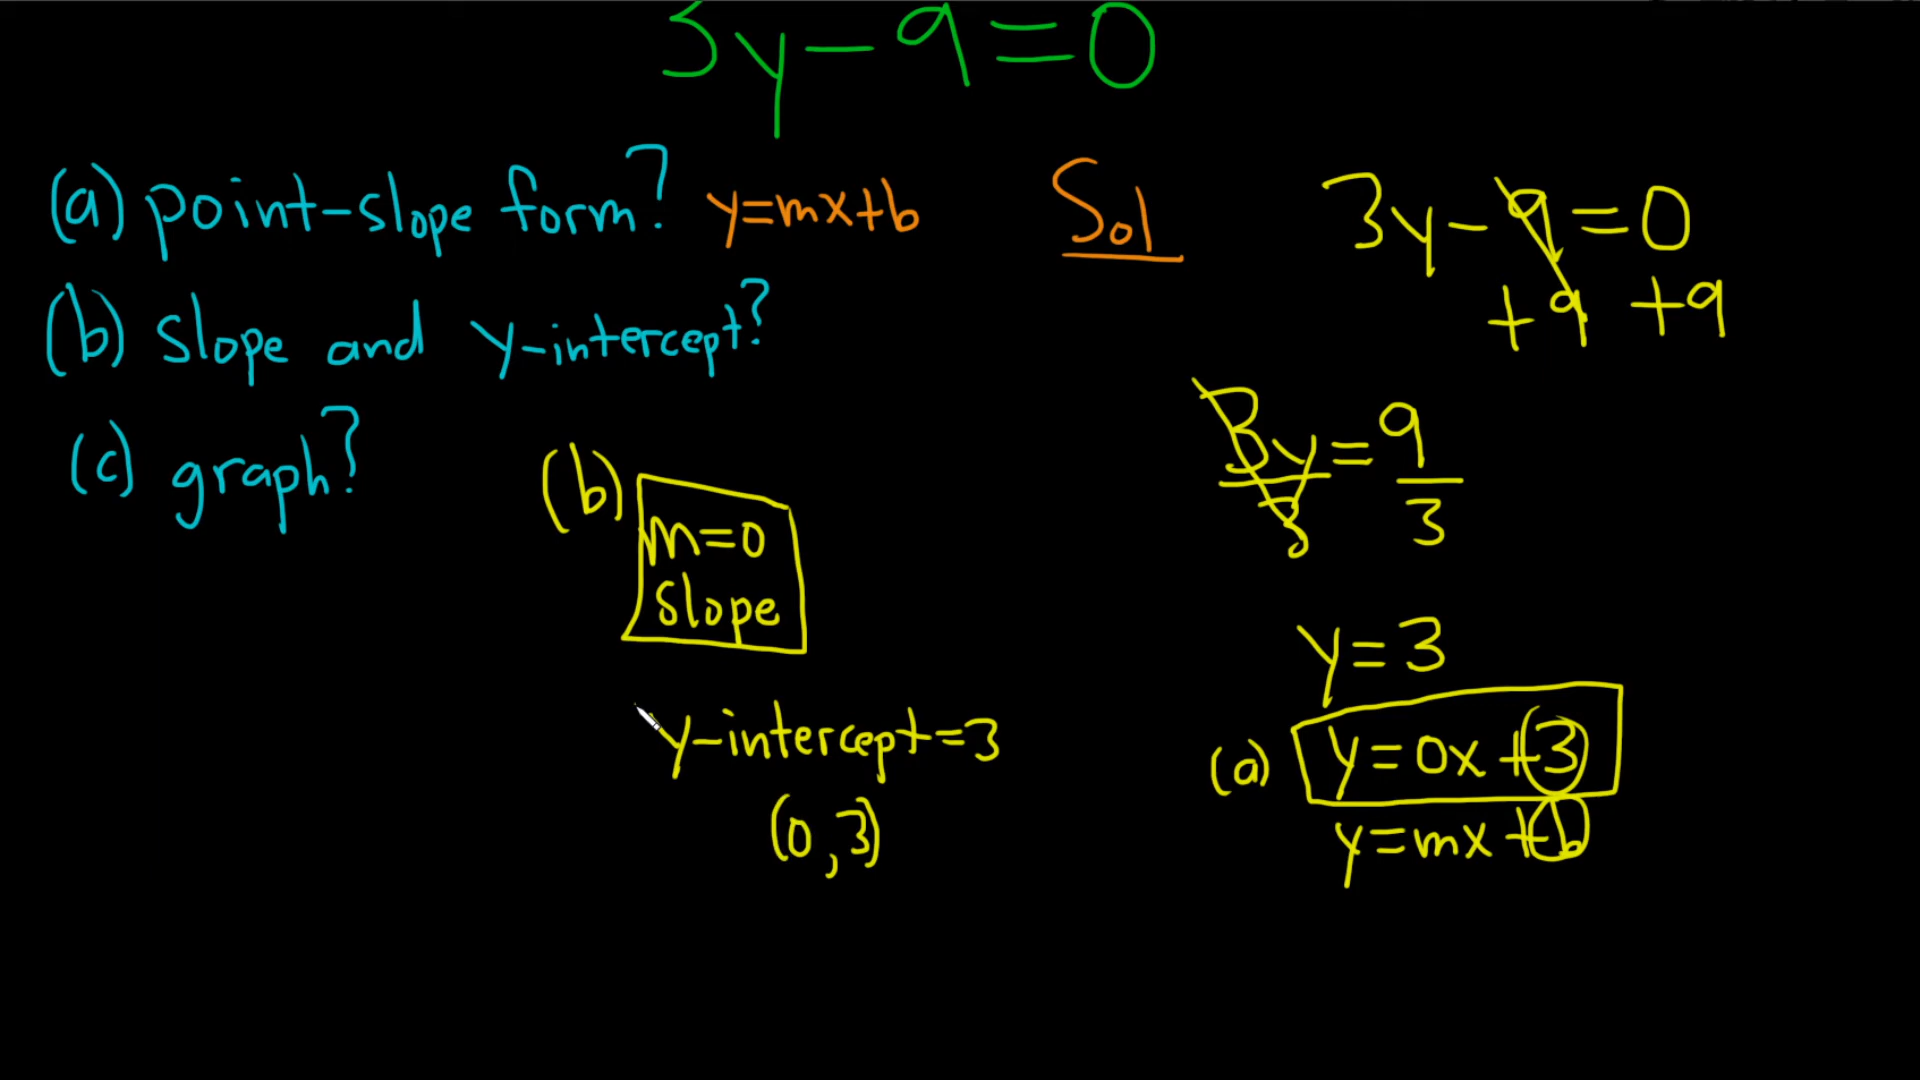 3y-9=0
(a) point-slope form? y=mx+b
(b) slope and y-intercept?
(c) graph?
Sol
3y-9=0
+9 +9
3y=9
3 3
y=3
(a) y=0x+3
y=mx+b
(b) m=0
slope
y-intercept=3
(0,3)